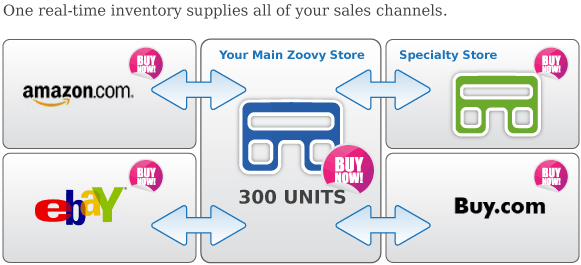 One real-time inventory supplies all of your sales channels.
BUY NOW!
amazon.com.
Your Main Zoovy Store
Specialty Store
BUY NOW!
BUY NOW!
ebaY
BUY
NOW!
300 UNITS
BUY NOW!
Buy.com